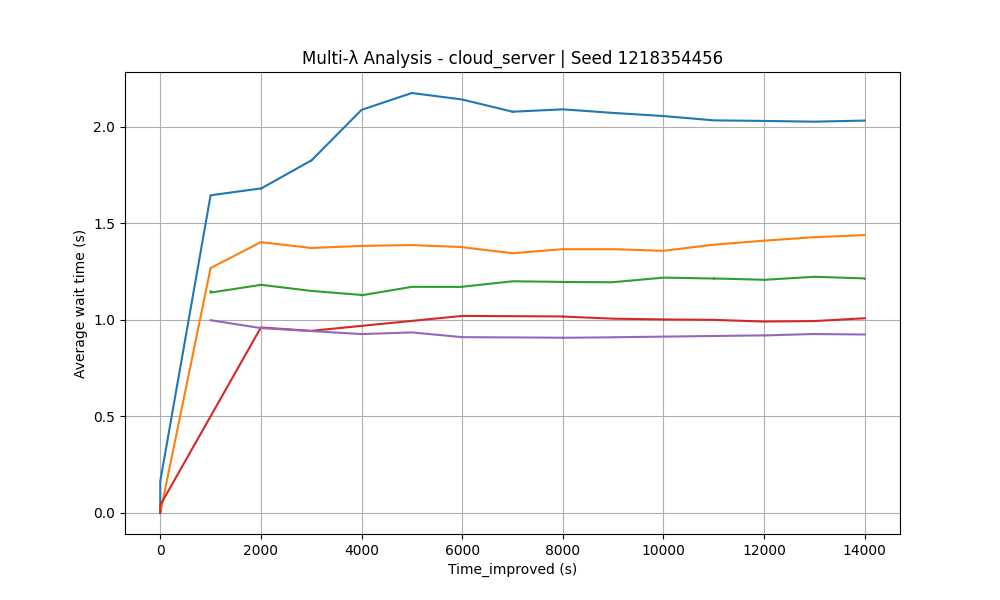 Multi-λ Analysis - cloud_server | Seed 1218354456
Average wait time (s)
2.0
1.5
1.0
0.5
0.0
0 2000 4000 6000 8000 10000 12000 14000
Time_improved (s)